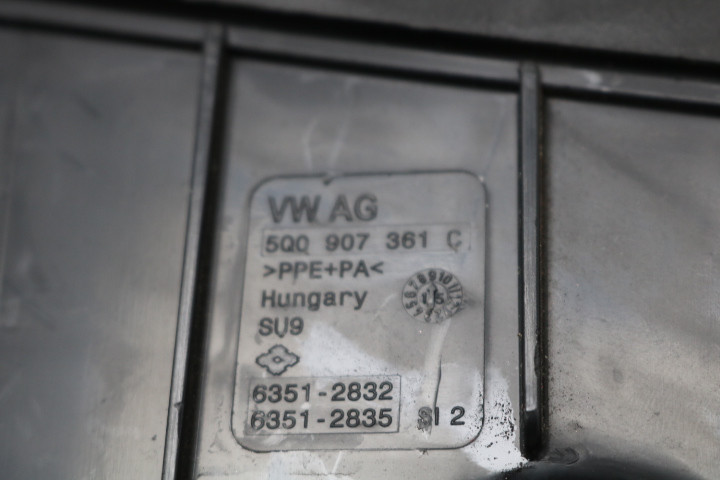 VW AG
5Q0 907 361 C
>PPE+PA<
Hungary
SU9
6351-2832
6351-2835 SI 2